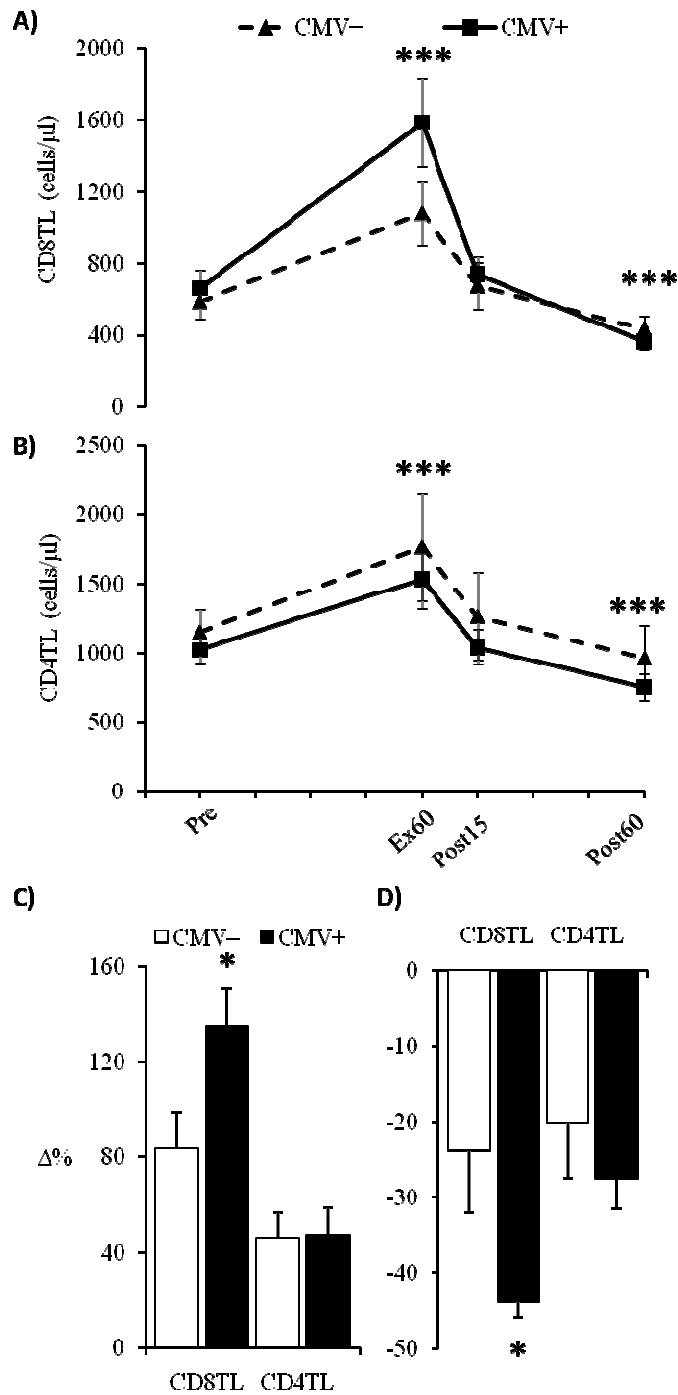 A)
CMV– CMV+
2000
***
1600
1200
800
***
400
0
CD8TL (cells/µl)
B)
2500
***
2000
1500
***
1000
500
0
CD4TL (cells/µl)
Pre Ex60 Post15 Post60
C)
CMV– CMV+
160
*
120
80
40
0
Δ%
CD8TL CD4TL
D)
CD8TL CD4TL
0
-10
-20
-30
-40
-50
*